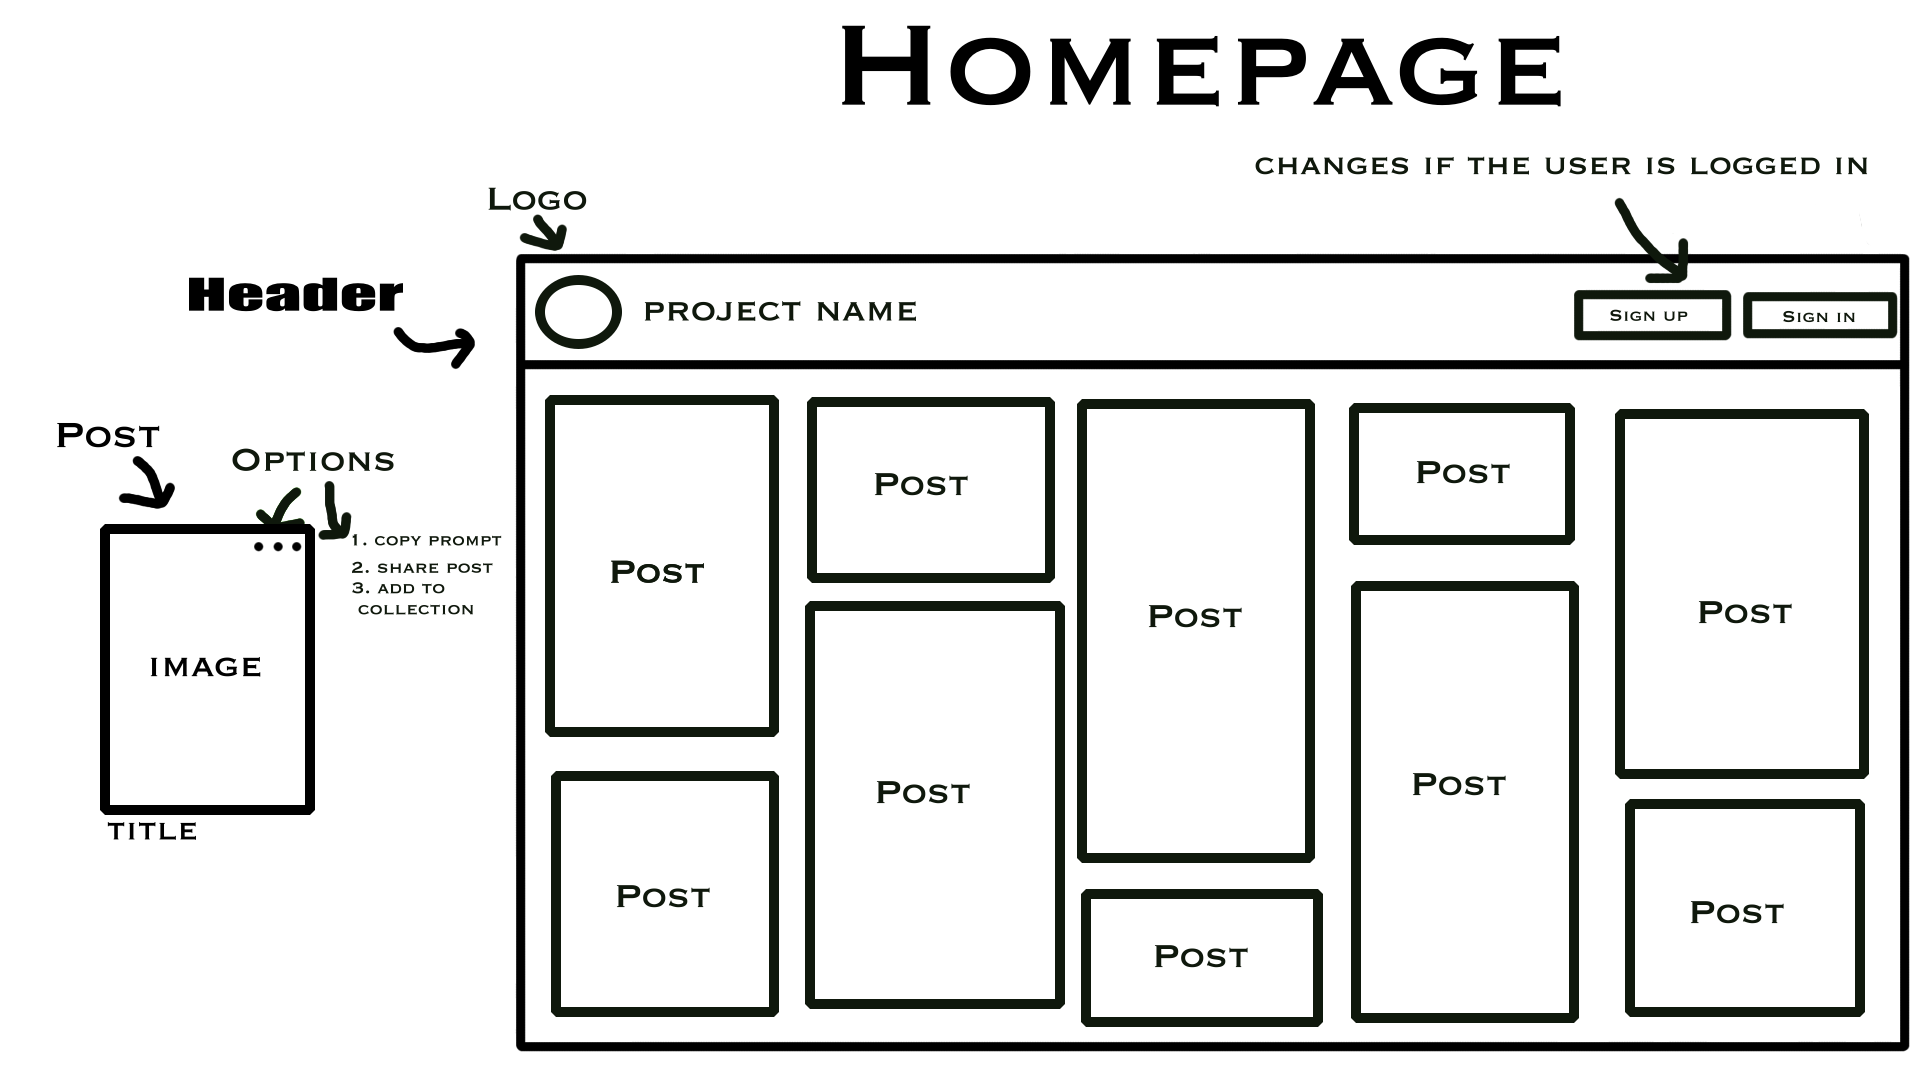 Homepage
changes if the user is logged in
Logo
Header
project name
Sign up
Sign in
Post
Options
1. copy prompt
2. share post
3. add to
collection
image
title
Post
Post
Post
Post
Post
Post
Post
Post
Post
Post